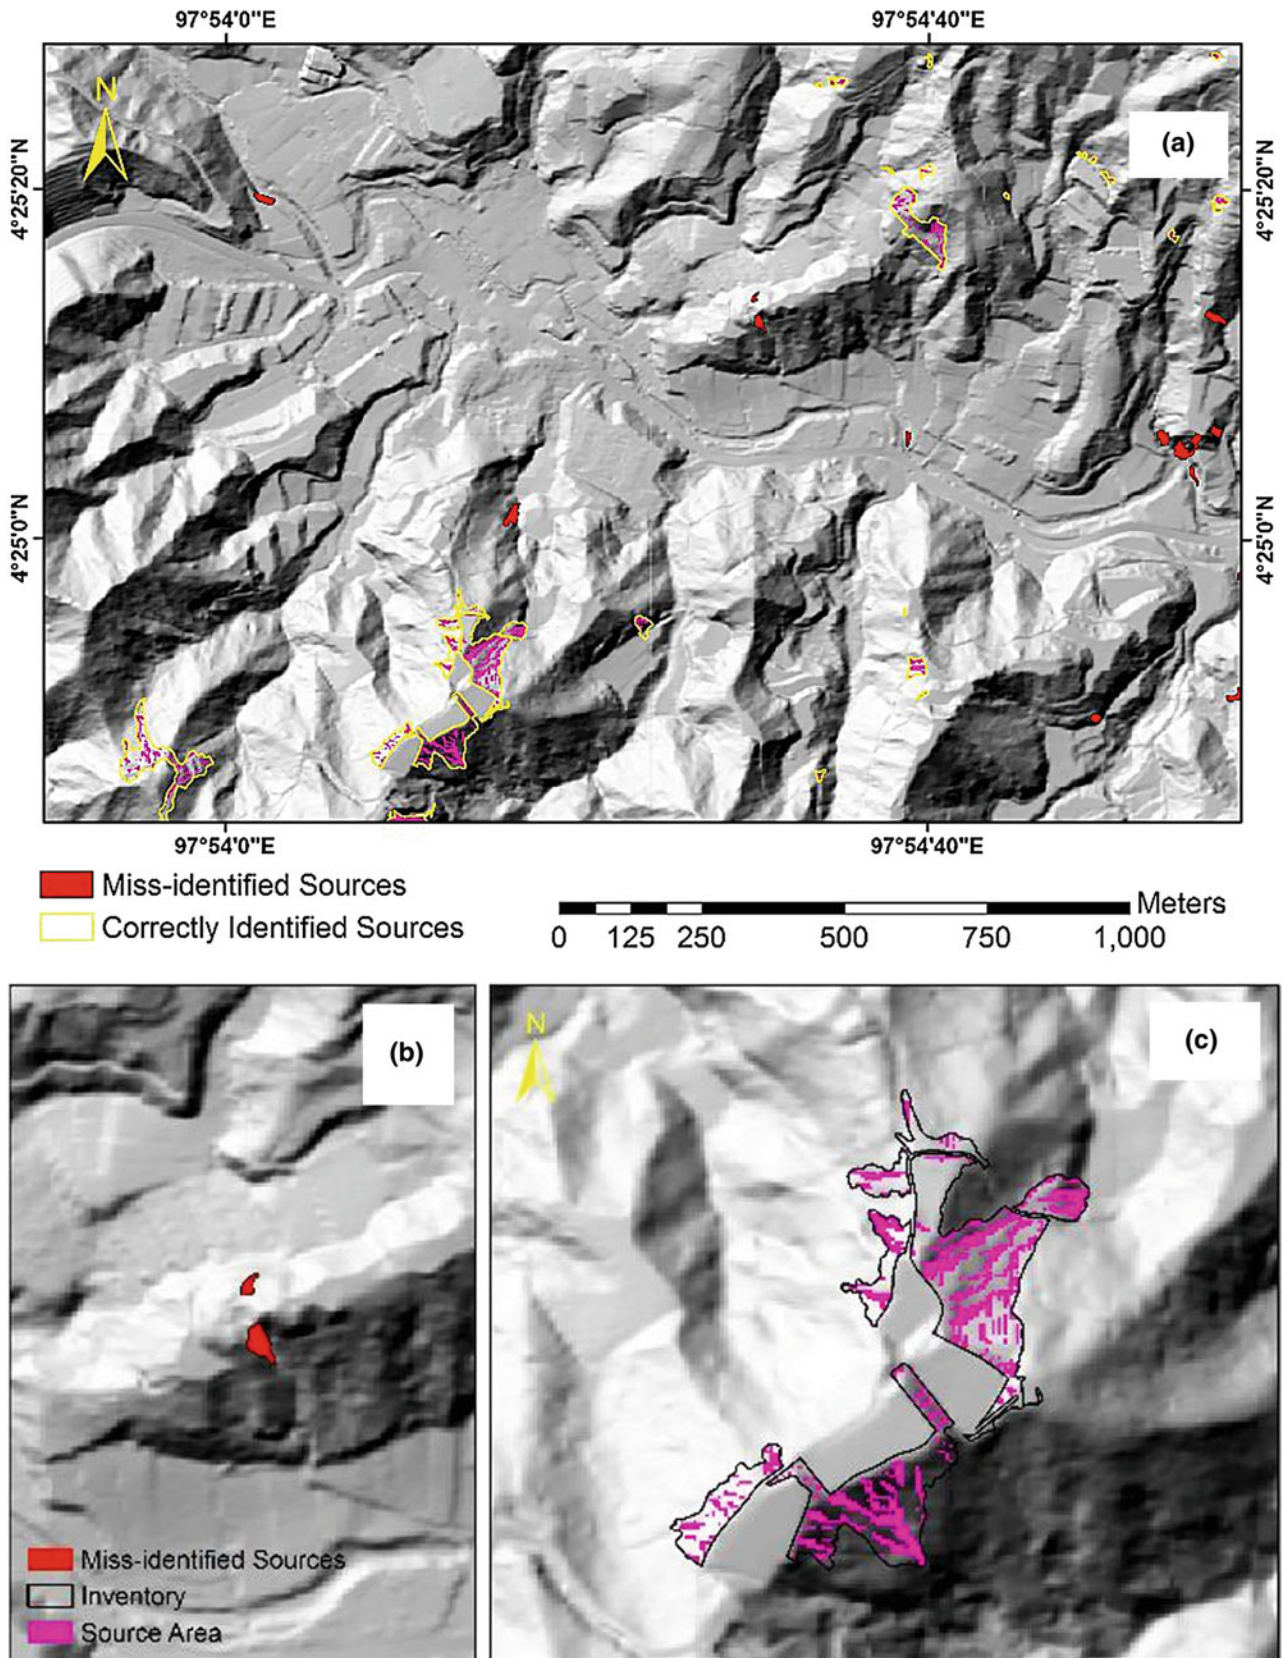 97°54'0"E
97°54'40"E
N
(a)
4°25'20"N
4°25'20"N
4°25'0"N
4°25'0"N
97°54'0"E
97°54'40"E
Miss-identified Sources
Correctly Identified Sources
Meters
0 125 250 500 750 1,000
(b)
Miss-identified Sources
Inventory
Source Area
N
(c)